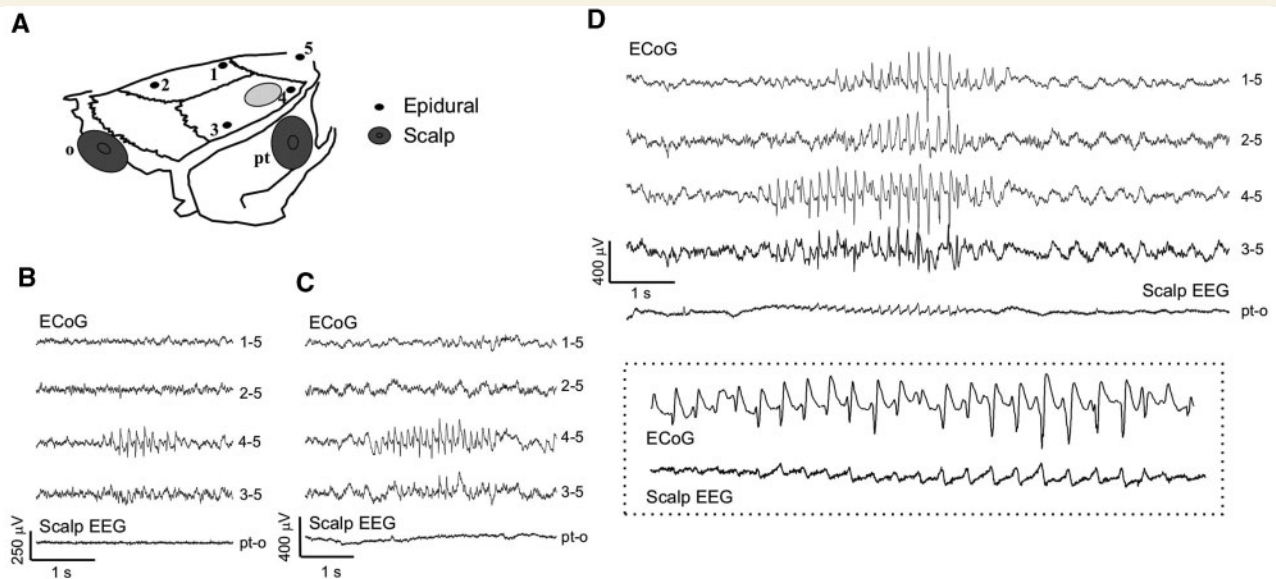 A
1
2
3
4
5
o
pt
Epidural
Scalp
B
ECoG
1-5
2-5
4-5
3-5
Scalp EEG
pt-o
250 µV
1 s
C
ECoG
1-5
2-5
4-5
3-5
Scalp EEG
pt-o
400 µV
1 s
D
ECoG
1-5
2-5
4-5
3-5
400 µV
1 s
Scalp EEG
pt-o
ECoG
Scalp EEG